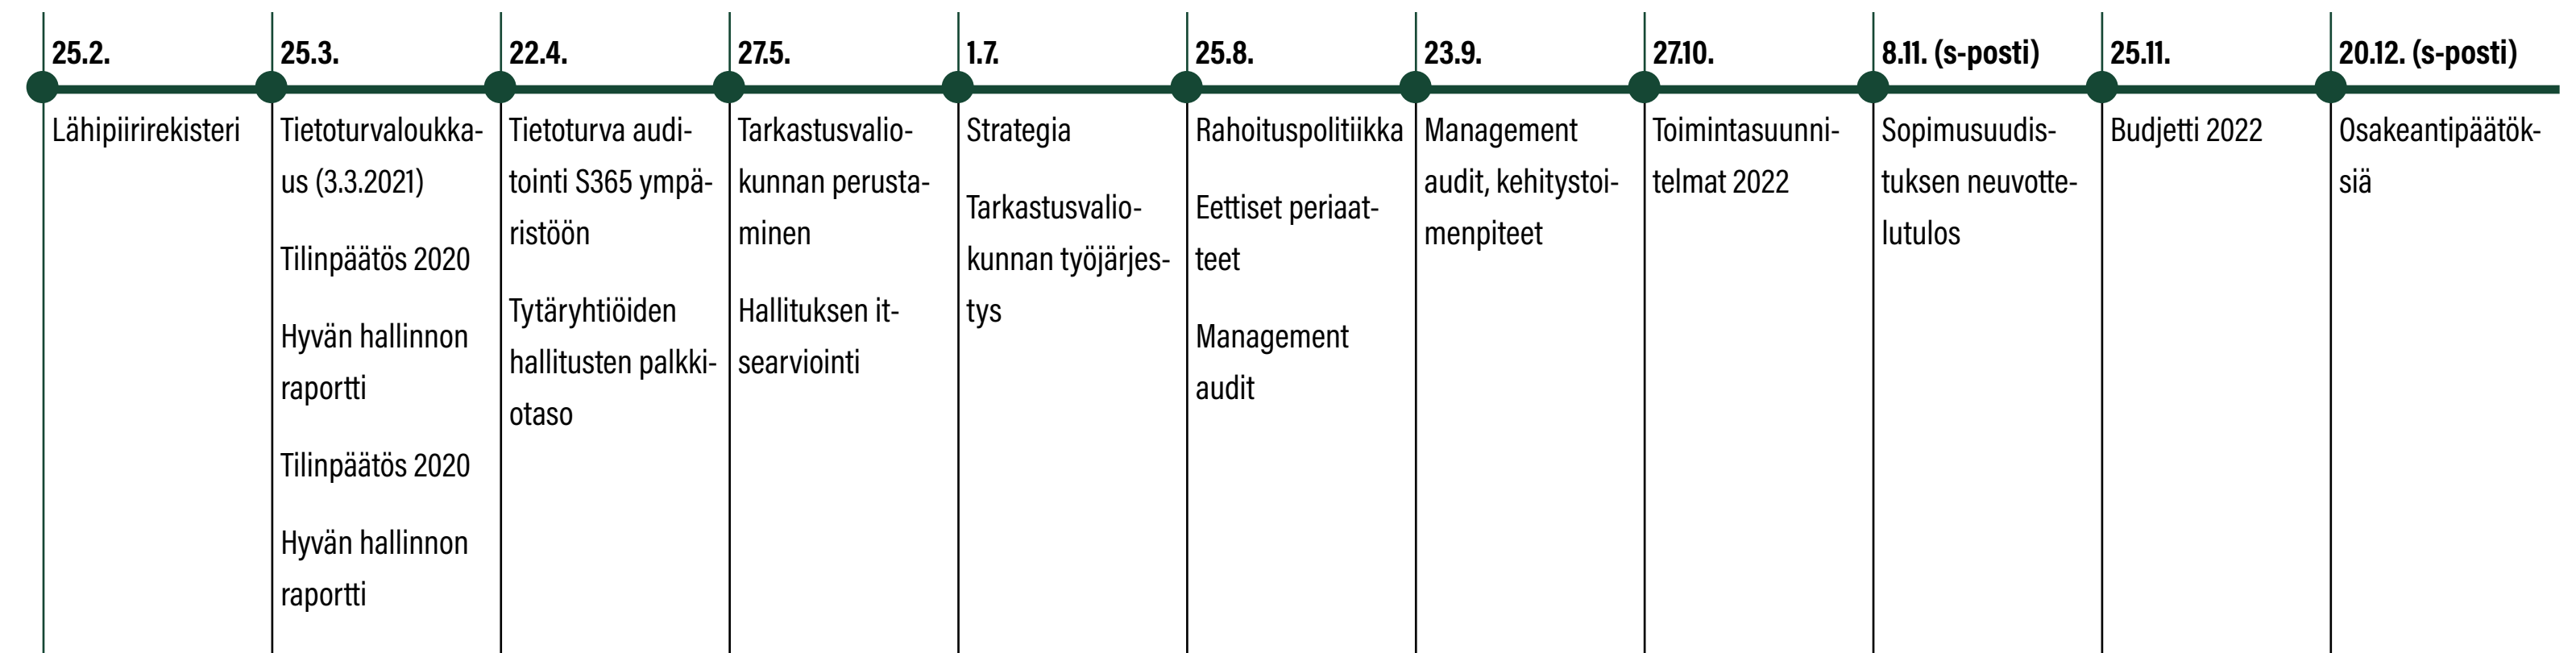 25.2.
Lähipiirirekisteri
25.3.
Tietoturvaloukka-
us (3.3.2021)
Tilinpäätös 2020
Hyvän hallinnon
raportti
Tilinpäätös 2020
Hyvän hallinnon
raportti
22.4.
Tietoturva audi-
tointi S365 ympä-
ristöön
Tytäryhtiöiden
hallitusten palkki-
otaso
27.5.
Tarkastusvalio-
kunnan perusta-
minen
Hallituksen it-
searviointi
1.7.
Strategia
Tarkastusvalio-
kunnan työjärjes-
tys
25.8.
Rahoituspolitiikka
Eettiset periaat-
teet
Management
audit
23.9.
Management
audit, kehitystoi-
menpiteet
27.10.
Toimintasuunni-
telmat 2022
8.11. (s-posti)
Sopimusuudis-
tuksen neuvotte-
lutulos
25.11.
Budjetti 2022
20.12. (s-posti)
Osakeantipäätök-
siä